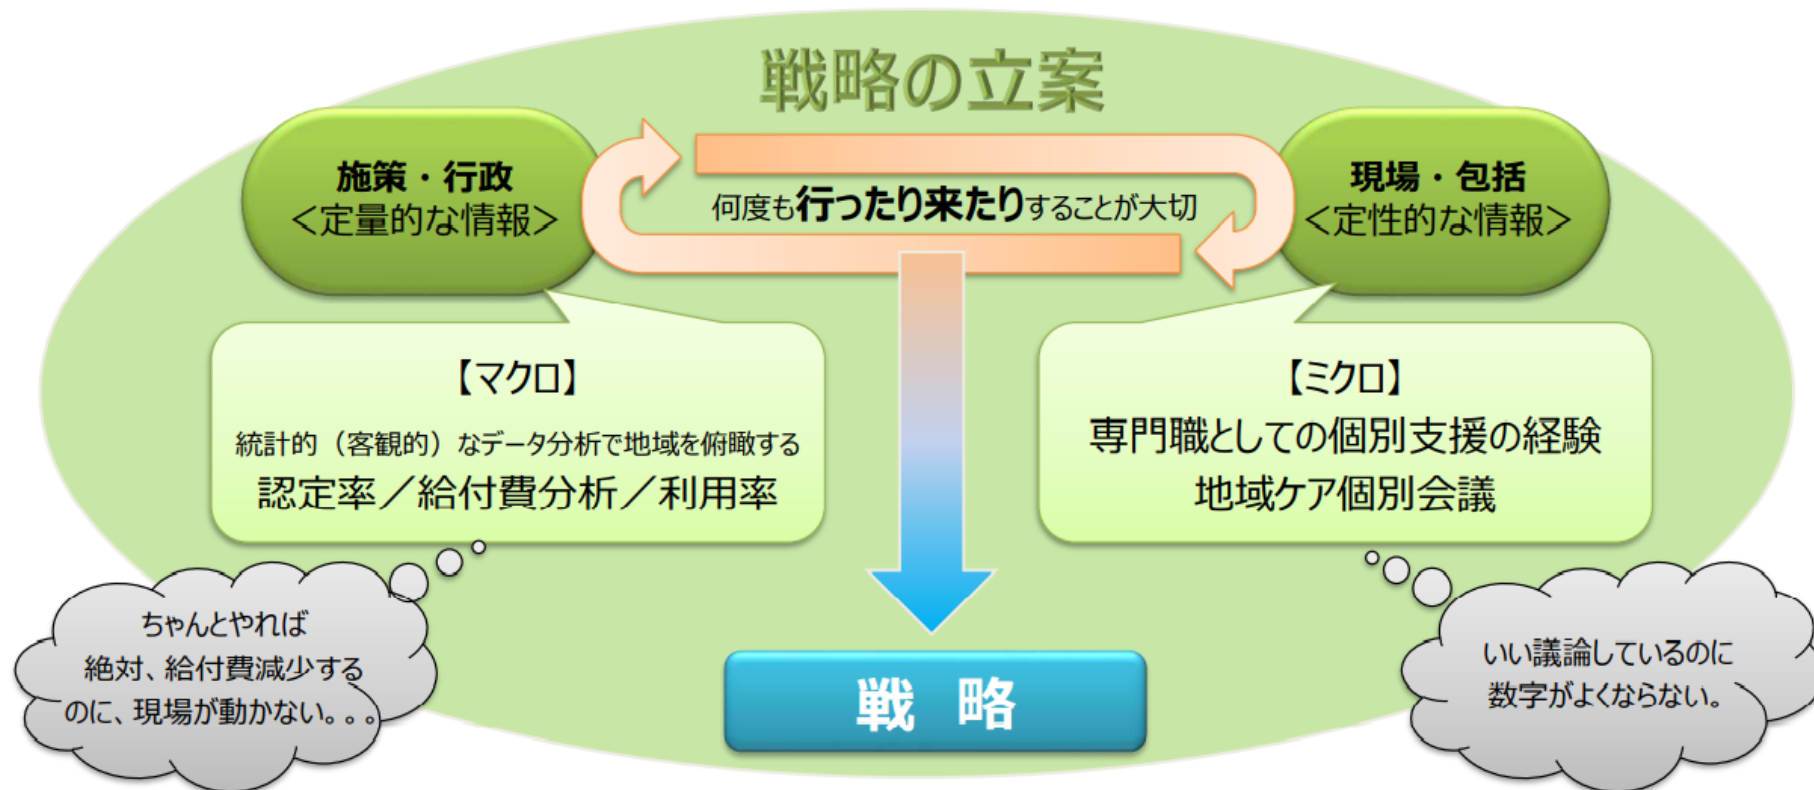 戦略の立案
施策・行政
＜定量的な情報＞
何度も行ったり来たりすることが大切
現場・包括
＜定性的な情報＞
【マクロ】
統計的（客観的）なデータ分析で地域を俯瞰する
認定率／給付費分析／利用率
【ミクロ】
専門職としての個別支援の経験
地域ケア個別会議
ちゃんとやれば
絶対、給付費減少する
のに、現場が動かない。。。
いい議論しているのに
数字がよくならない。
戦　略